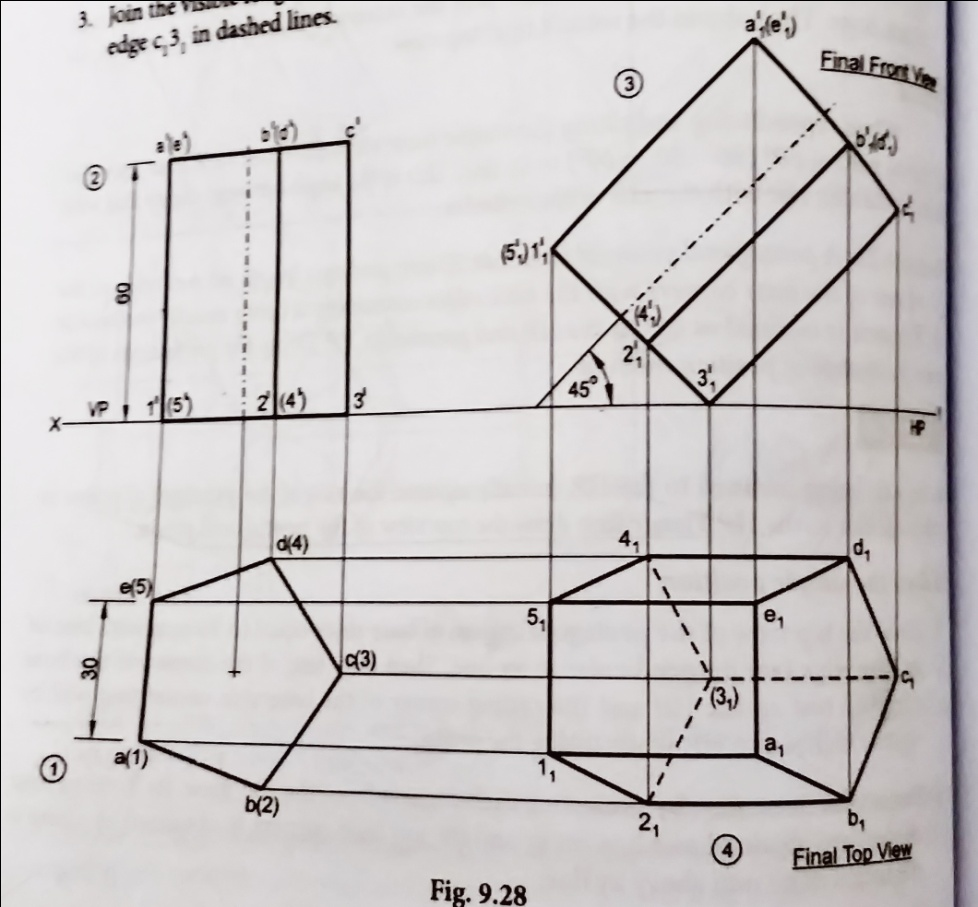 3. Join the visible
edge c₁3₁ in dashed lines.
a'₁(e'₁)
Final Front View
3
a'(e')
b'(d')
c'
b'₁(d'₁)
2
c'₁
(5'₁)1'₁
60
(4'₁)
2'₁
3'₁
45°
VP
1'
(5')
2'
(4')
3'
X
HP
d(4)
4₁
d₁
e(5)
5₁
e₁
30
c(3)
(3₁)
c₁
a(1)
1₁
a₁
1
b(2)
2₁
b₁
4
Final Top View
Fig. 9.28